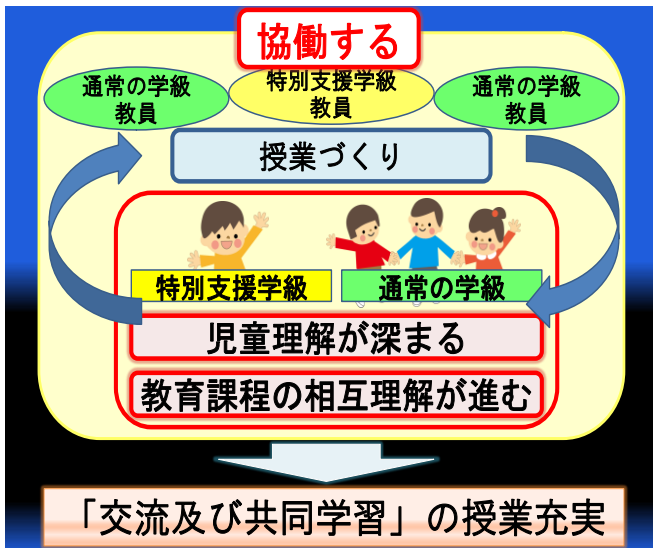 協働する
通常の学級
教員
特別支援学級
教員
通常の学級
教員
授業づくり
特別支援学級
通常の学級
児童理解が深まる
教育課程の相互理解が進む
「交流及び共同学習」の授業充実